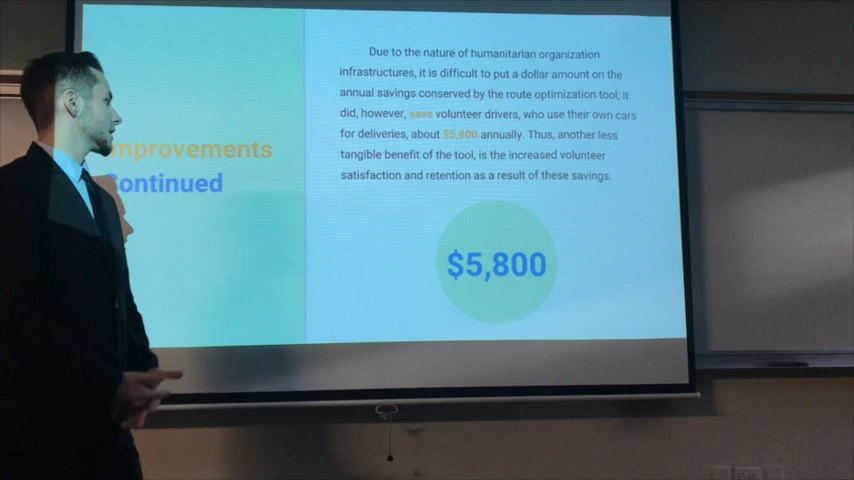 mprovements
Continued
Due to the nature of humanitarian organization
infrastructures, it is difficult to put a dollar amount on the
annual savings conserved by the route optimization tool; it
did, however, save volunteer drivers, who use their own cars
for deliveries, about $5,800 annually. Thus, another less
tangible benefit of the tool, is the increased volunteer
satisfaction and retention as a result of these savings.
$5,800